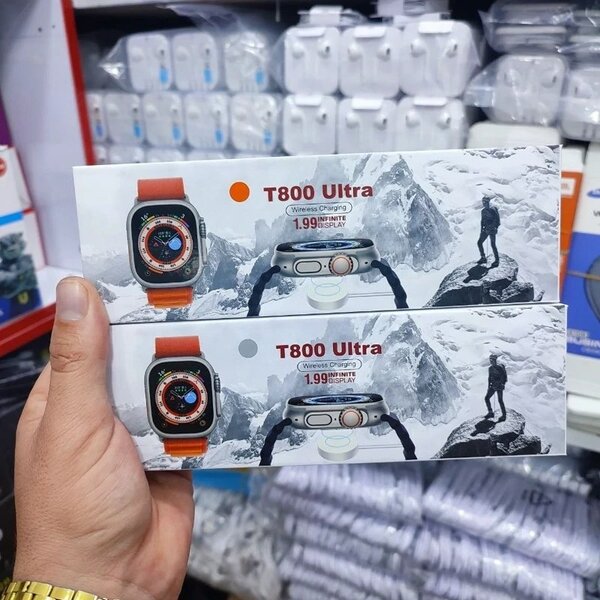 T800 Ultra
Wireless Charging
1.99 INFINITE DISPLAY
T800 Ultra
Wireless Charging
1.99 INFINITE DISPLAY